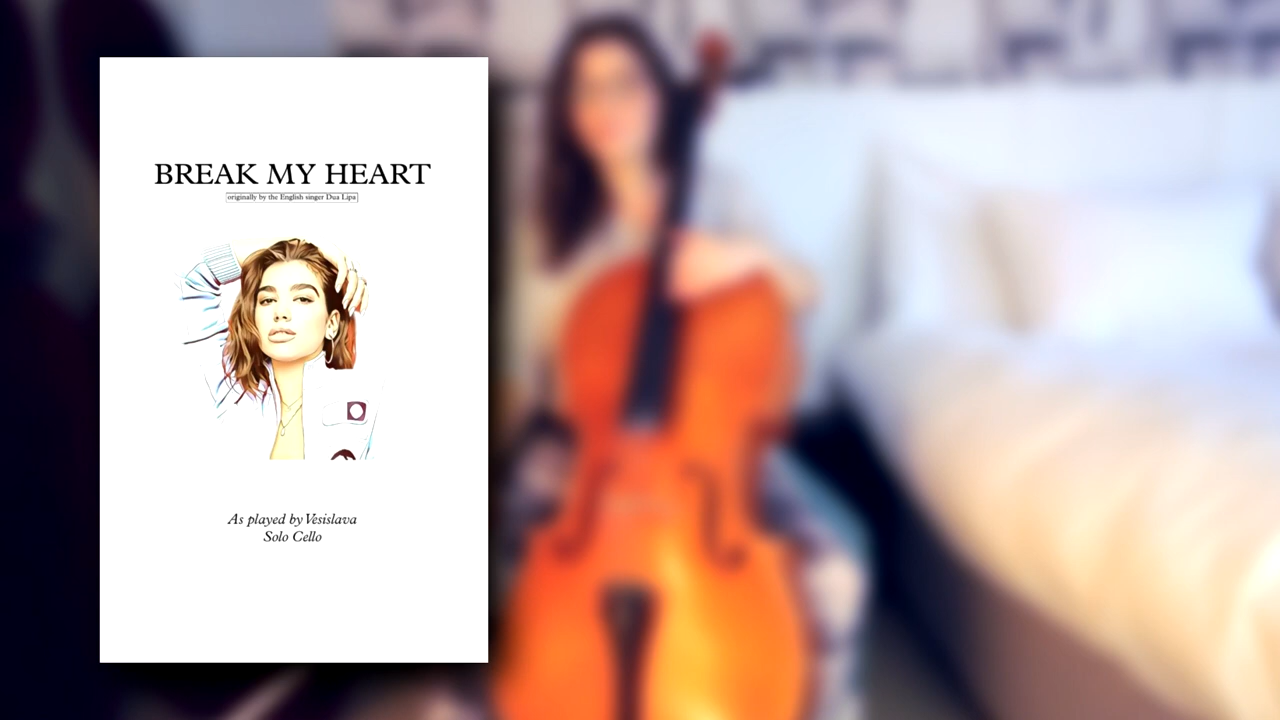 BREAK MY HEART
originally by the English singer Dua Lipa
As played by Vesislava
Solo Cello